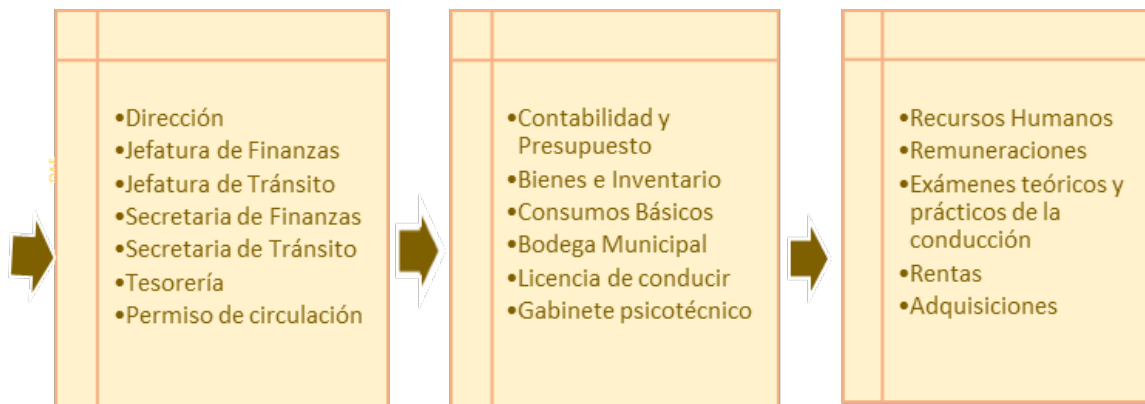 •Dirección
•Jefatura de Finanzas
•Jefatura de Tránsito
•Secretaria de Finanzas
•Secretaria de Tránsito
•Tesorería
•Permiso de circulación
•Contabilidad y
Presupuesto
•Bienes e Inventario
•Consumos Básicos
•Bodega Municipal
•Licencia de conducir
•Gabinete psicotécnico
•Recursos Humanos
•Remuneraciones
•Exámenes teóricos y
prácticos de la
conducción
•Rentas
•Adquisiciones